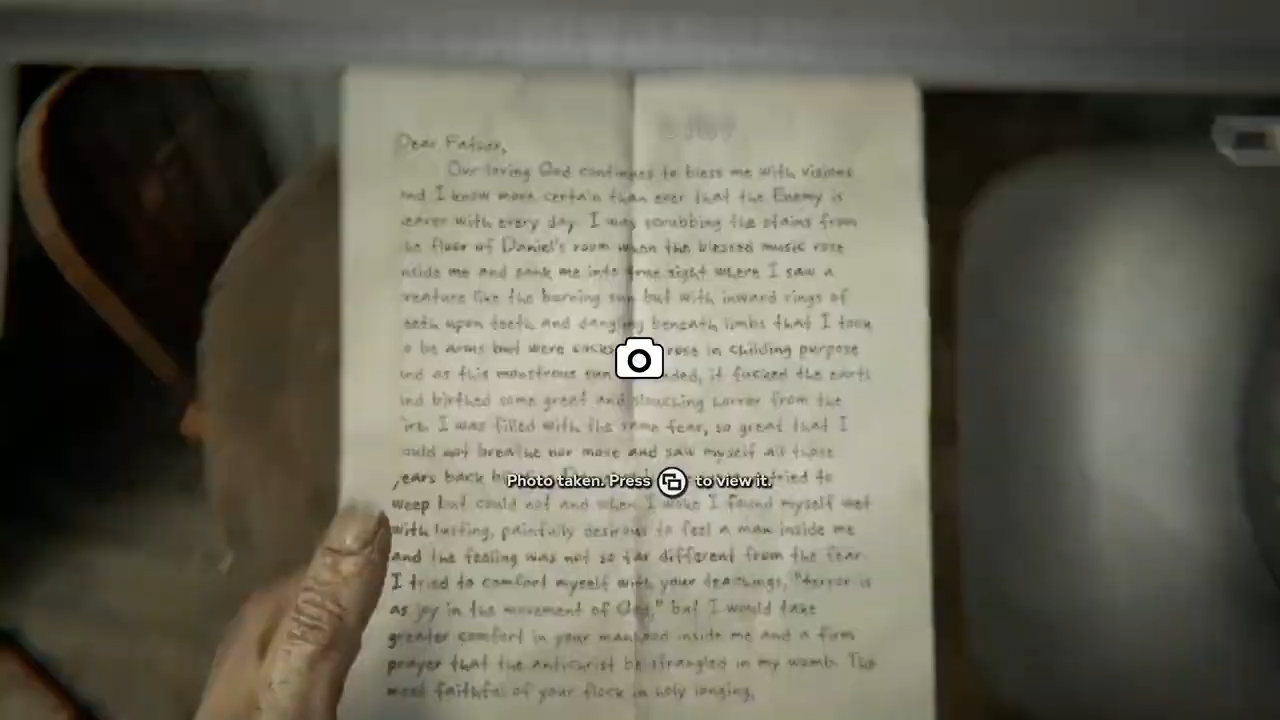 Dear Father,
Our loving God continues to bless me with visions
and I know more certain than ever that the Enemy is
nearer with every day. I was scrubbing the stains from
he floor of Daniel's room when the blessed music rose
nside me and sank me into true sight where I saw a
reature like the burning sun but with inward rings of
eeth upon teeth and dangling beneath limbs that I took
o be arms but were cocks rose in childing purpose
and as this monstrous sun it fucked the earth
and birthed some great and slouching horror from the
I was filled with the same fear, so great that I
ould not breathe nor move and saw myself all those
years back tried to
Photo taken. Press to view it.
weep but could not and when I woke I found myself wet
with lusting, painfully desirous to feel a man inside me
and the feeling was not so far different from the fear.
I tried to comfort myself with your teachings, "terror is
as joy in the movement of God," but I would take
greater comfort in your manhood inside me and a firm
prayer that the antichrist be strangled in my womb. The
most faithful of your flock in holy longing,